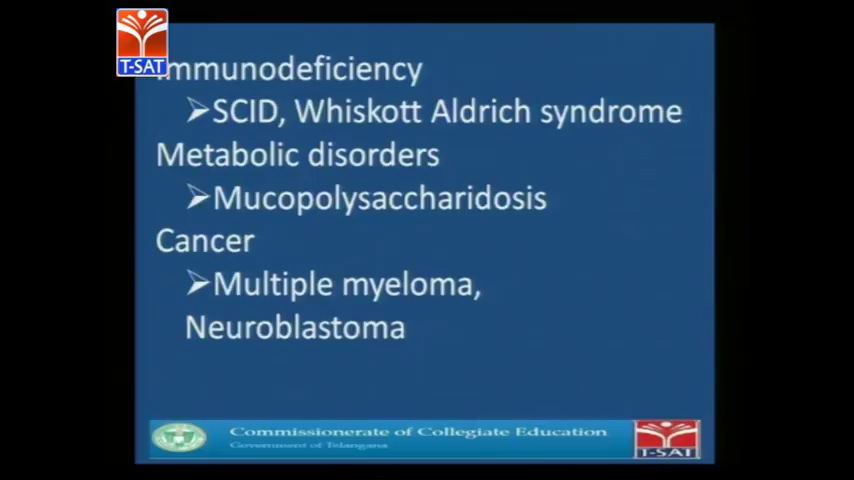 T-SAT
Immunodeficiency
➢SCID, Whiskott Aldrich syndrome
Metabolic disorders
➢Mucopolysaccharidosis
Cancer
➢Multiple myeloma,
Neuroblastoma
Commissionerate of Collegiate Education
Government of Telangana
T-SAT